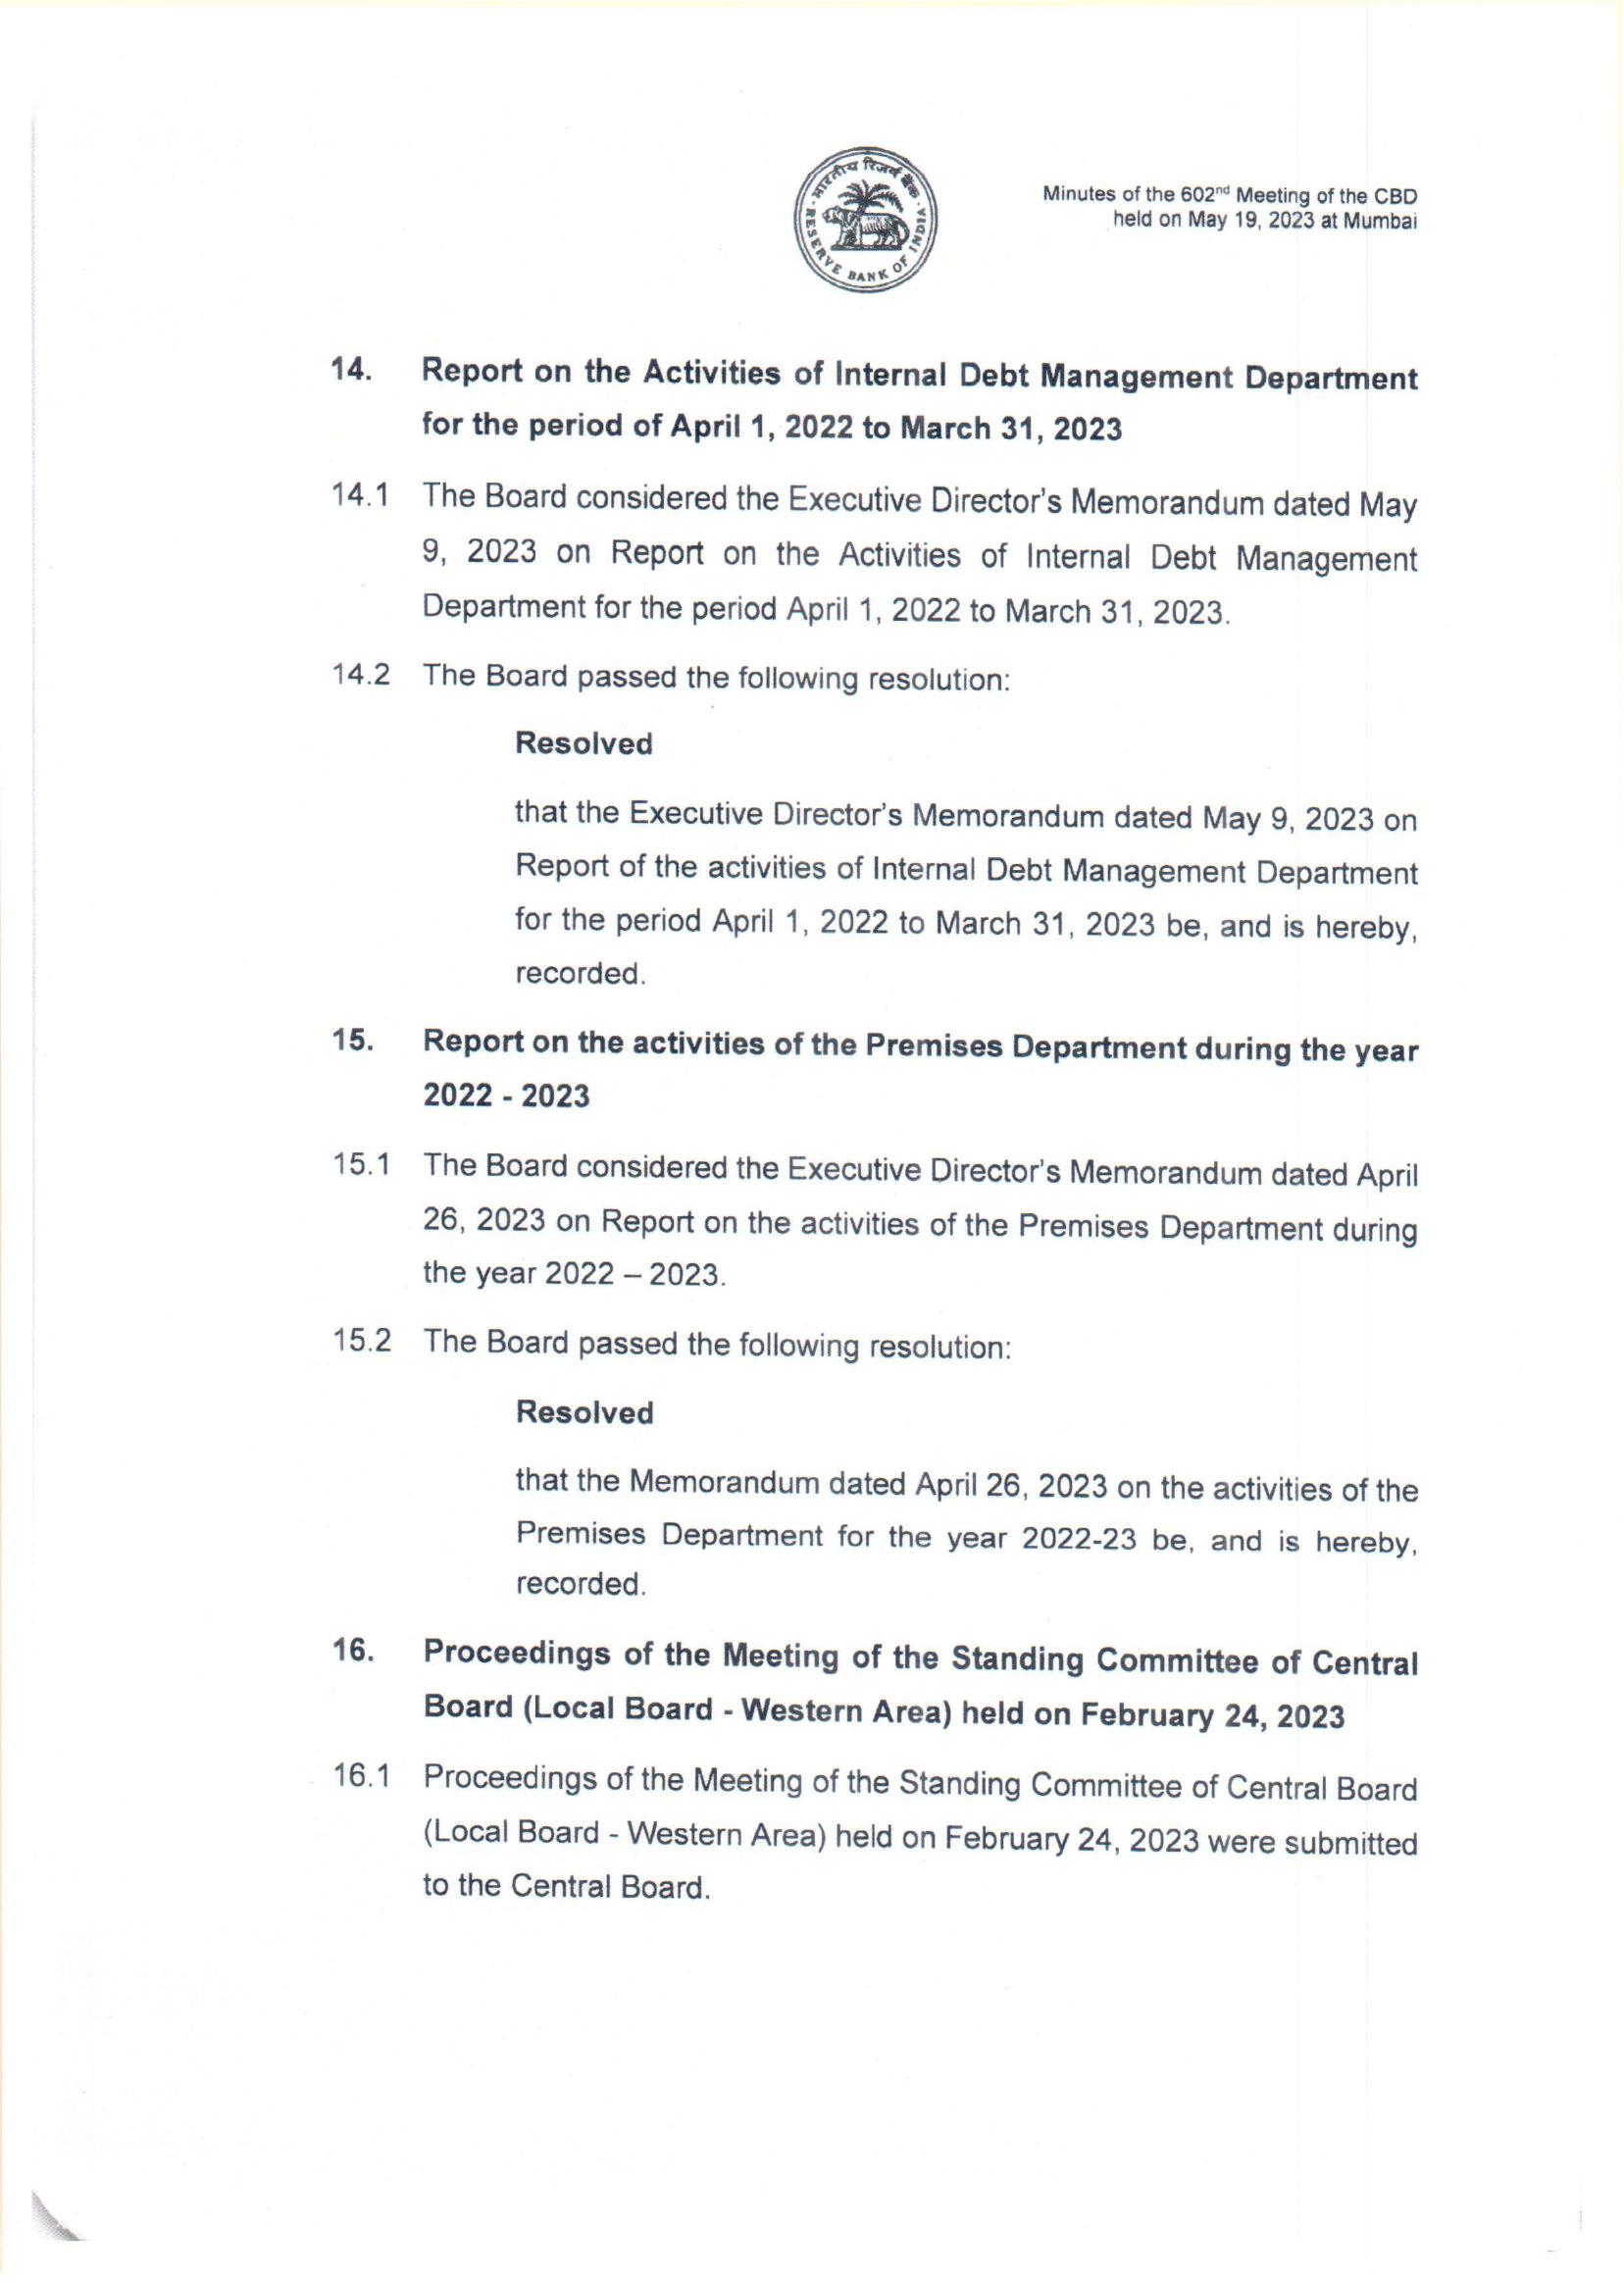 भारतीय रिज़र्व बैंक
RESERVE BANK OF INDIA
Minutes of the 602nd Meeting of the CBD
held on May 19, 2023 at Mumbai
14. Report on the Activities of Internal Debt Management Department
for the period of April 1, 2022 to March 31, 2023
14.1 The Board considered the Executive Director's Memorandum dated May
9, 2023 on Report on the Activities of Internal Debt Management
Department for the period April 1, 2022 to March 31, 2023.
14.2 The Board passed the following resolution:
Resolved
that the Executive Director's Memorandum dated May 9, 2023 on
Report of the activities of Internal Debt Management Department
for the period April 1, 2022 to March 31, 2023 be, and is hereby,
recorded.
15. Report on the activities of the Premises Department during the year
2022 - 2023
15.1 The Board considered the Executive Director's Memorandum dated April
26, 2023 on Report on the activities of the Premises Department during
the year 2022 – 2023.
15.2 The Board passed the following resolution:
Resolved
that the Memorandum dated April 26, 2023 on the activities of the
Premises Department for the year 2022-23 be, and is hereby,
recorded.
16. Proceedings of the Meeting of the Standing Committee of Central
Board (Local Board - Western Area) held on February 24, 2023
16.1 Proceedings of the Meeting of the Standing Committee of Central Board
(Local Board - Western Area) held on February 24, 2023 were submitted
to the Central Board.